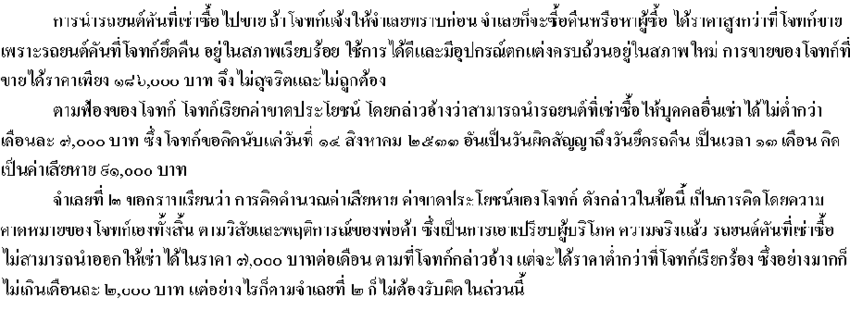 การนำรถยนต์คันที่เช่าซื้อไปขาย ถ้าโจทก์แจ้งให้จำเลยทราบก่อน จำเลยก็จะซื้อคืนหรือหาผู้ซื้อ ได้ราคาสูงกว่าที่โจทก์ขาย
เพราะรถยนต์คันที่โจทก์ยึดคืน อยู่ในสภาพเรียบร้อย ใช้การได้ดีและมีอุปกรณ์ตกแต่งครบถ้วนอยู่ในสภาพใหม่ การขายของโจทก์ที่
ขายได้ราคาเพียง ๑๘๖,๐๐๐ บาท จึงไม่สุจริตและไม่ถูกต้อง
ตามฟ้องของโจทก์ โจทก์เรียกค่าขาดประโยชน์ โดยกล่าวอ้างว่าสามารถนำรถยนต์ที่เช่าซื้อให้บุคคลอื่นเช่าได้ไม่ต่ำกว่า
เดือนละ ๗,๐๐๐ บาท ซึ่งโจทก์ขอคิดนับแต่วันที่ ๑๔ สิงหาคม ๒๕๓๓ อันเป็นวันผิดสัญญาถึงวันยึดรถคืน เป็นเวลา ๑๓ เดือน คิด
เป็นค่าเสียหาย ๙๑,๐๐๐ บาท
จำเลยที่ ๒ ขอกราบเรียนว่า การคิดคำนวณค่าเสียหาย ค่าขาดประโยชน์ของโจทก์ ดังกล่าวในข้อนี้ เป็นการคิดโดยความ
คาดหมายของโจทก์เองทั้งสิ้น ตามวิสัยและพฤติการณ์ของพ่อค้า ซึ่งเป็นการเอาเปรียบผู้บริโภค ความจริงแล้ว รถยนต์คันที่เช่าซื้อ
ไม่สามารถนำออกให้เช่าได้ในราคา ๗,๐๐๐ บาทต่อเดือน ตามที่โจทก์กล่าวอ้าง แต่จะได้ราคาต่ำกว่าที่โจทก์เรียกร้อง ซึ่งอย่างมากก็
ไม่เกินเดือนละ ๒,๐๐๐ บาท แต่อย่างไรก็ตามจำเลยที่ ๒ ก็ไม่ต้องรับผิดในส่วนนี้